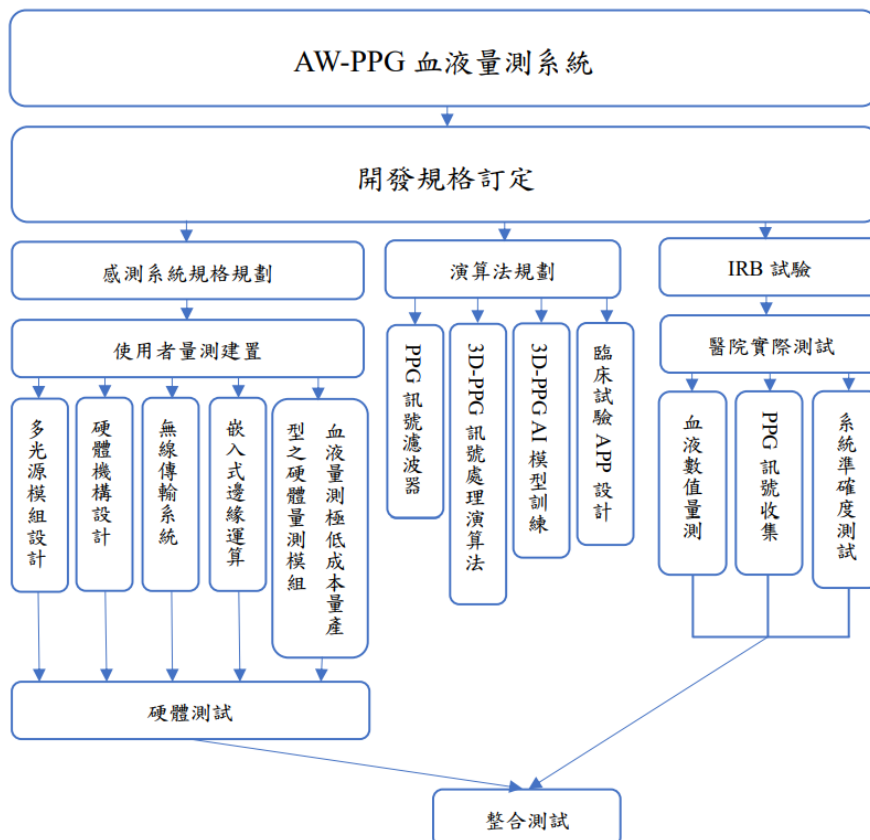 AW-PPG 血液量測系統
開發規格訂定
感測系統規格規劃
演算法規劃
IRB 試驗
使用者量測建置
醫院實際測試
多光源模組設計
硬體機構設計
無線傳輸系統
嵌入式邊緣運算
血液量測極低成本量產
型之硬體量測模組
PPG 訊號濾波器
3D-PPG 訊號處理演算法
3D-PPG AI 模型訓練
臨床試驗 APP 設計
血液數值量測
PPG 訊號收集
系統準確度測試
硬體測試
整合測試